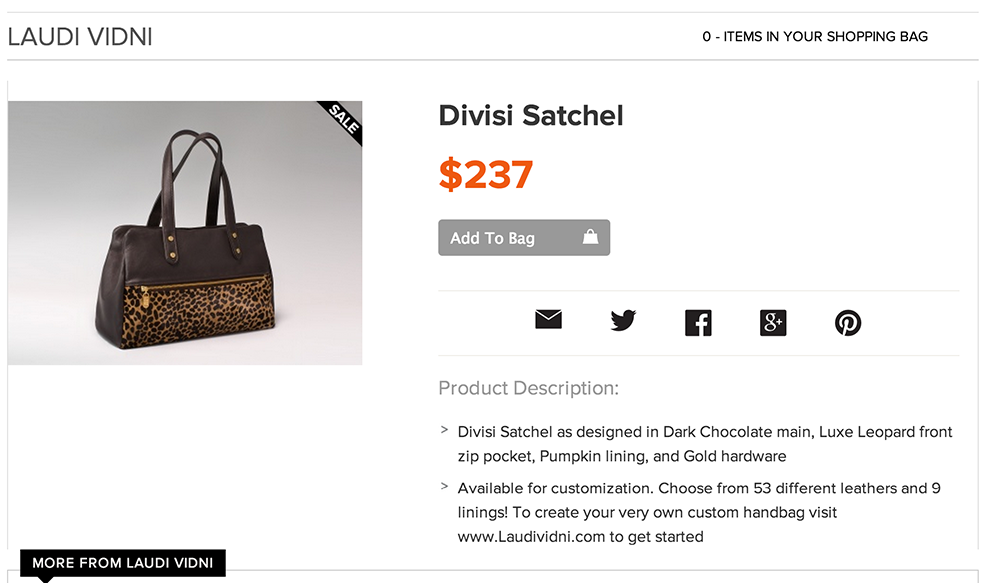 LAUDI VIDNI
0 - ITEMS IN YOUR SHOPPING BAG
SALE
Divisi Satchel
$237
Add To Bag
Product Description:
> Divisi Satchel as designed in Dark Chocolate main, Luxe Leopard front
zip pocket, Pumpkin lining, and Gold hardware
> Available for customization. Choose from 53 different leathers and 9
linings! To create your very own custom handbag visit
www.Laudividni.com to get started
MORE FROM LAUDI VIDNI